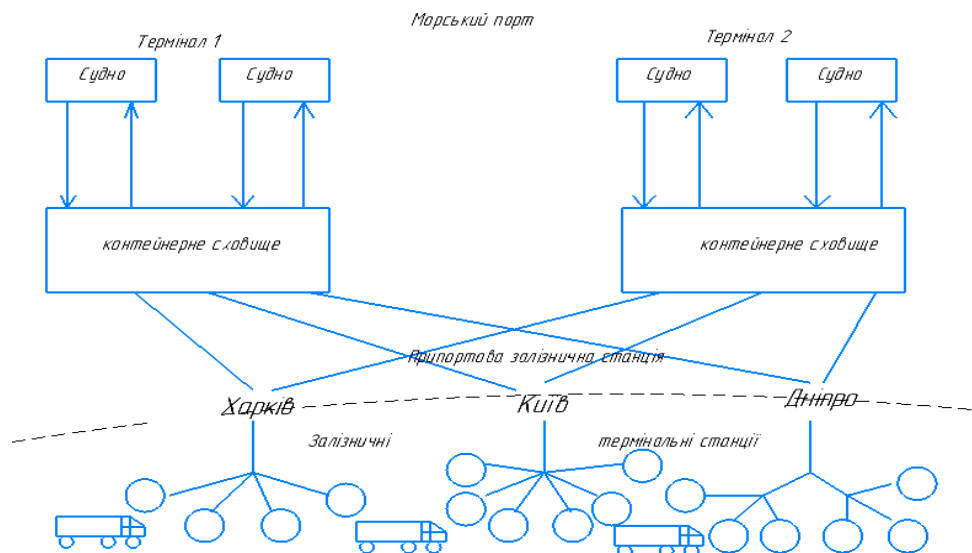 Морський порт
Термінал 1
Термінал 2
Судно
Судно
Судно
Судно
контейнерне сховище
контейнерне сховище
Припортова залізнична станція
Харків
Київ
Дніпро
Залізничні
термінальні станції